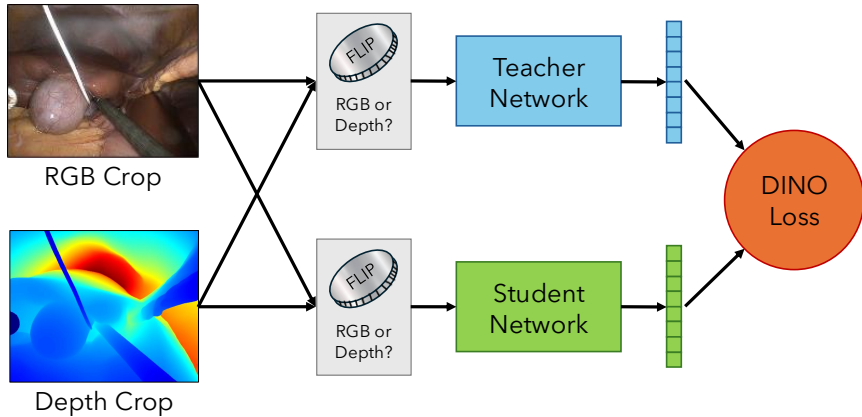 RGB Crop
FLIP
RGB or
Depth?
Teacher
Network
DINO
Loss
Depth Crop
FLIP
RGB or
Depth?
Student
Network